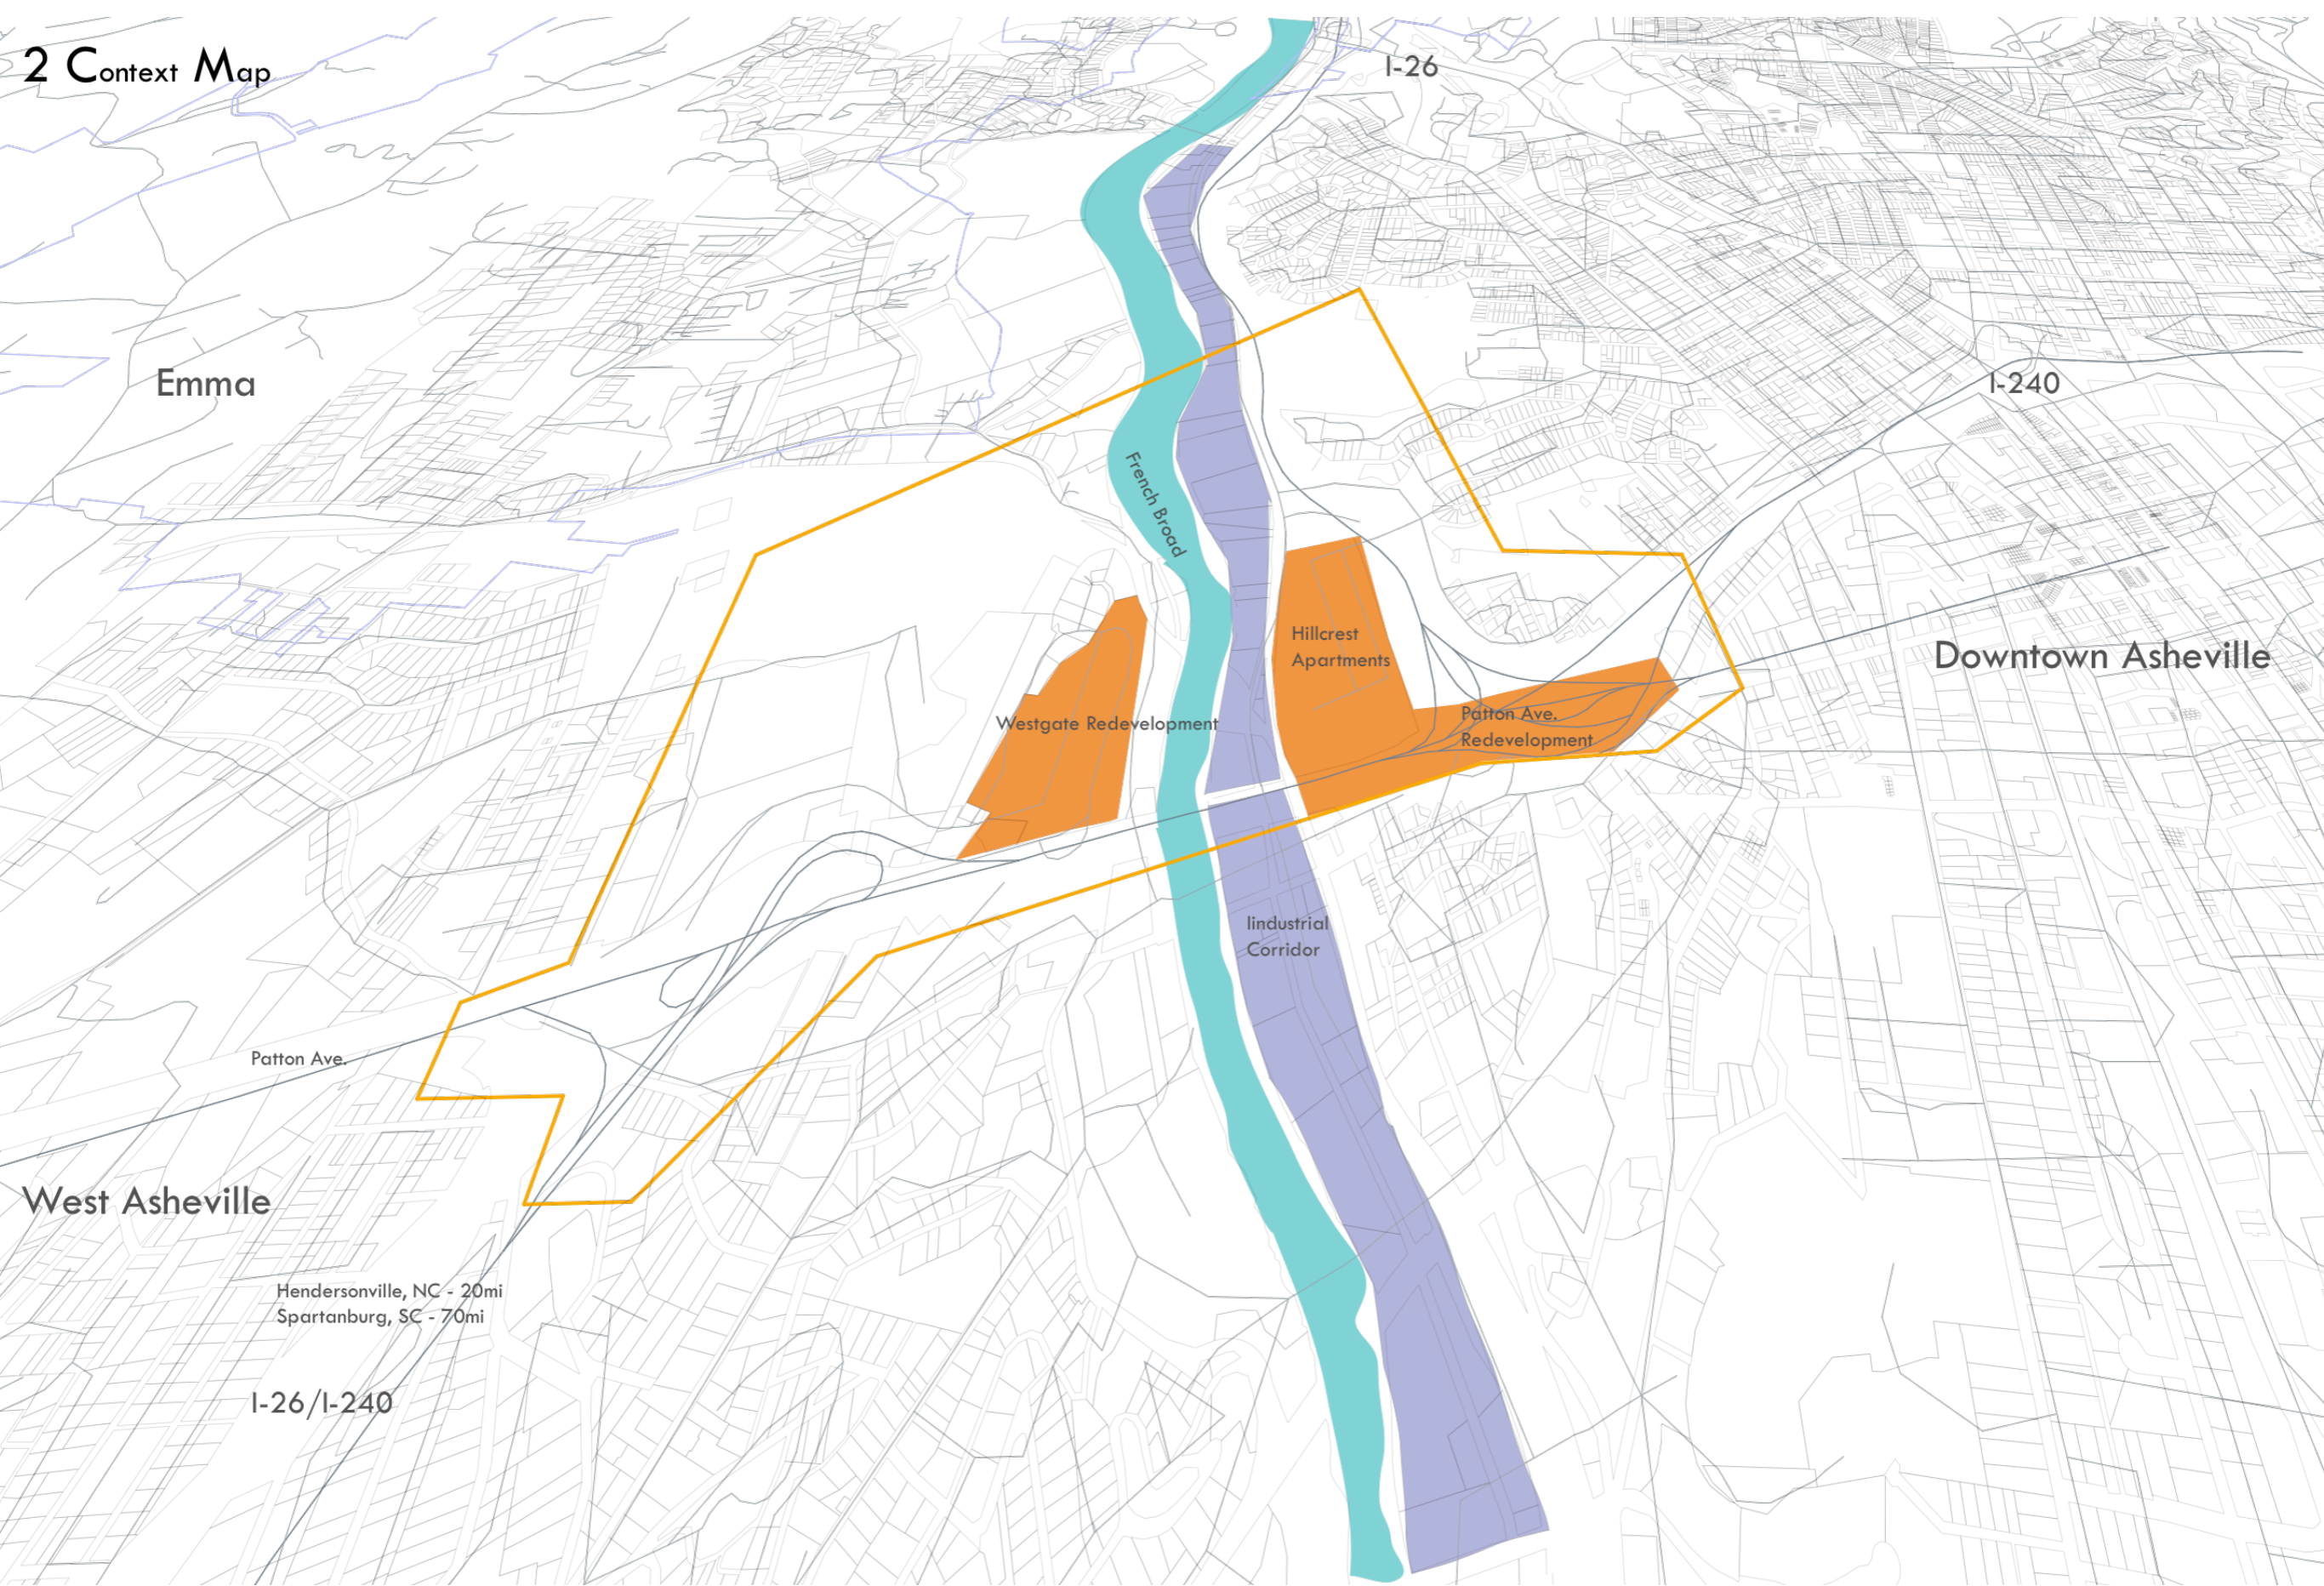 2 Context Map
I-26
Emma
I-240
French Broad
Hillcrest
Apartments
Downtown Asheville
Westgate Redevelopment
Patton Ave.
Redevelopment
Iindustrial
Corridor
Patton Ave.
West Asheville
Hendersonville, NC - 20mi
Spartanburg, SC - 70mi
I-26/I-240